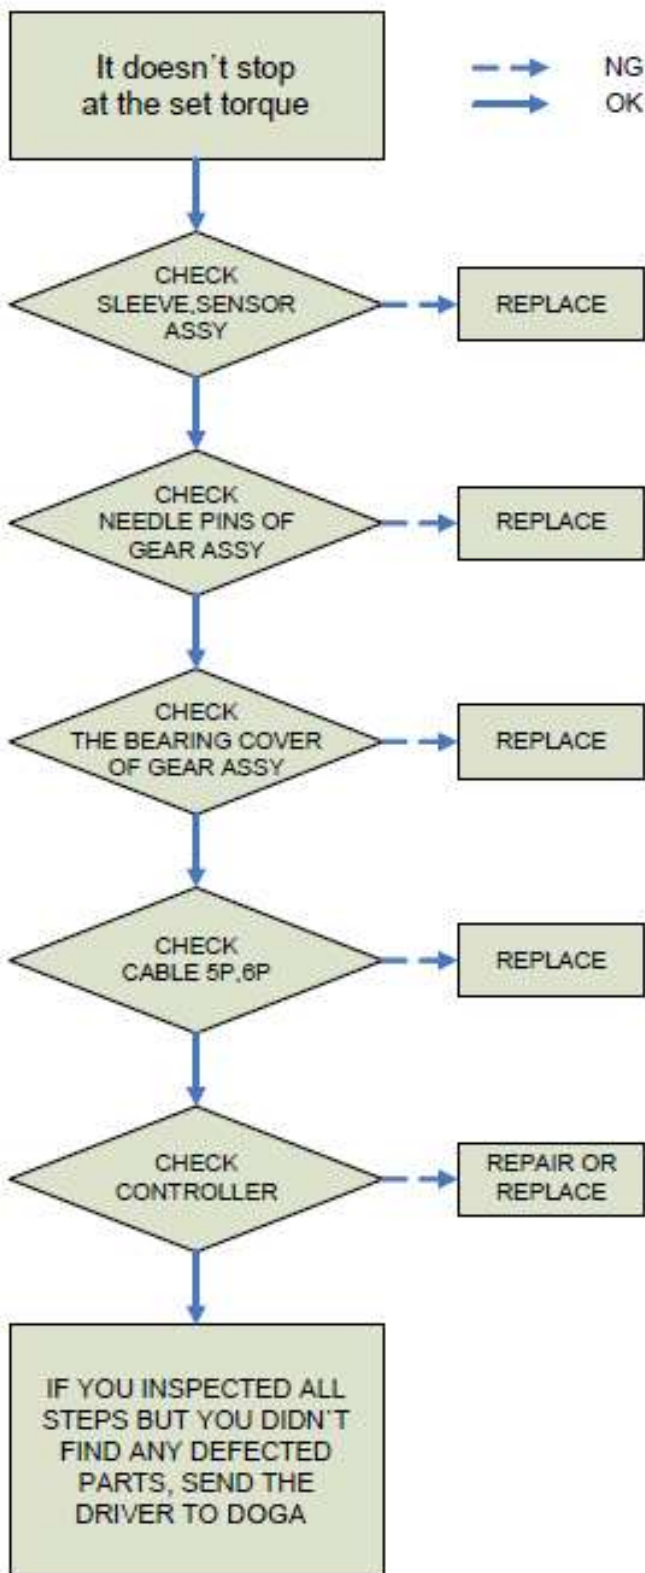 It doesn´t stop
at the set torque
NG
OK
CHECK
SLEEVE,SENSOR
ASSY
REPLACE
CHECK
NEEDLE PINS OF
GEAR ASSY
REPLACE
CHECK
THE BEARING COVER
OF GEAR ASSY
REPLACE
CHECK
CABLE 5P,6P
REPLACE
CHECK
CONTROLLER
REPAIR OR
REPLACE
IF YOU INSPECTED ALL
STEPS BUT YOU DIDN´T
FIND ANY DEFECTED
PARTS, SEND THE
DRIVER TO DOGA